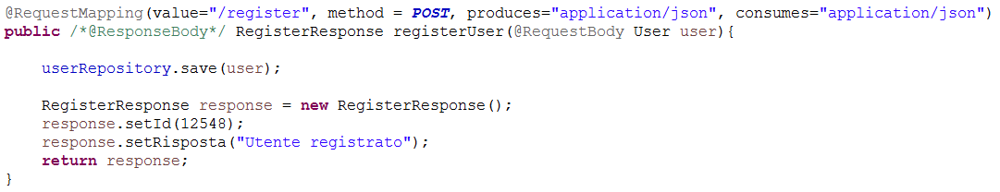 @RequestMapping(value="/register", method = POST, produces="application/json", consumes="application/json")
public /*@ResponseBody*/ RegisterResponse registerUser(@RequestBody User user){
userRepository.save(user);
RegisterResponse response = new RegisterResponse();
response.setId(12548);
response.setRisposta("Utente registrato");
return response;
}